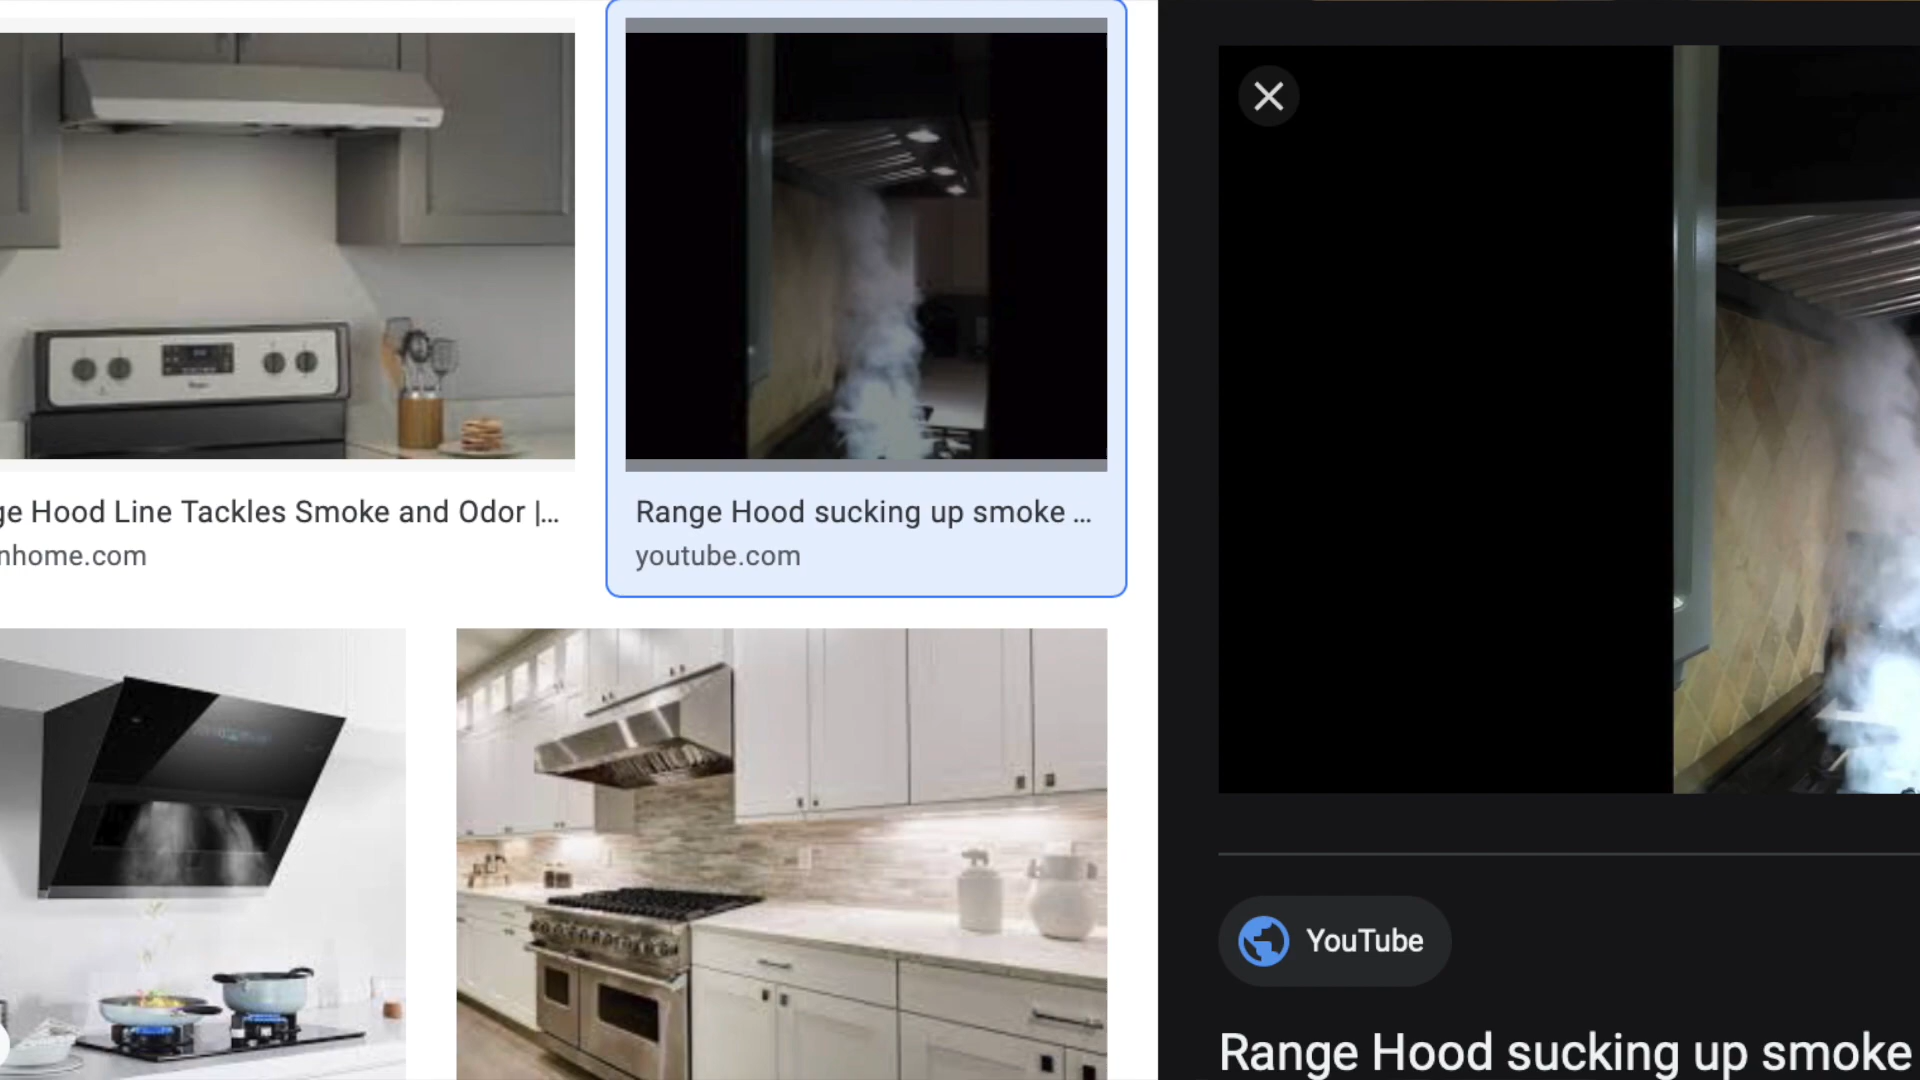 ge Hood Line Tackles Smoke and Odor |...
nhome.com
Range Hood sucking up smoke ...
youtube.com
YouTube
Range Hood sucking up smoke